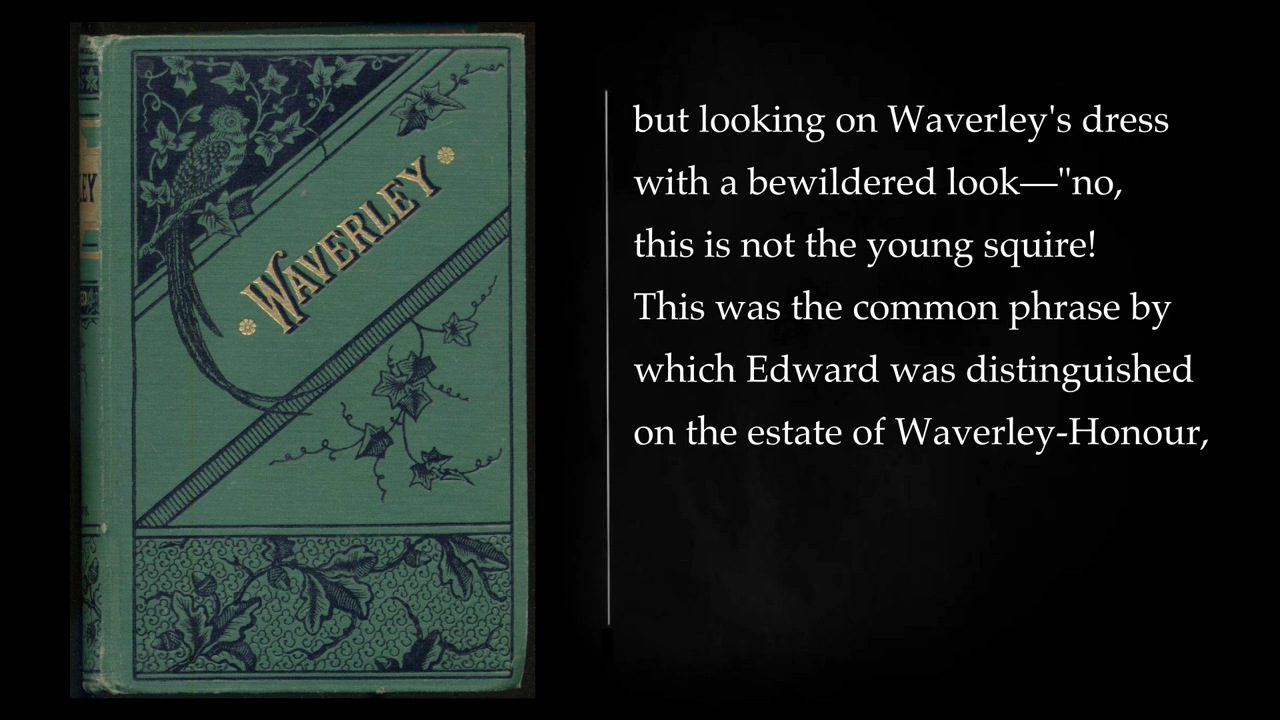 WAVERLEY
EY
but looking on Waverley's dress
with a bewildered look—"no,
this is not the young squire!
This was the common phrase by
which Edward was distinguished
on the estate of Waverley-Honour,